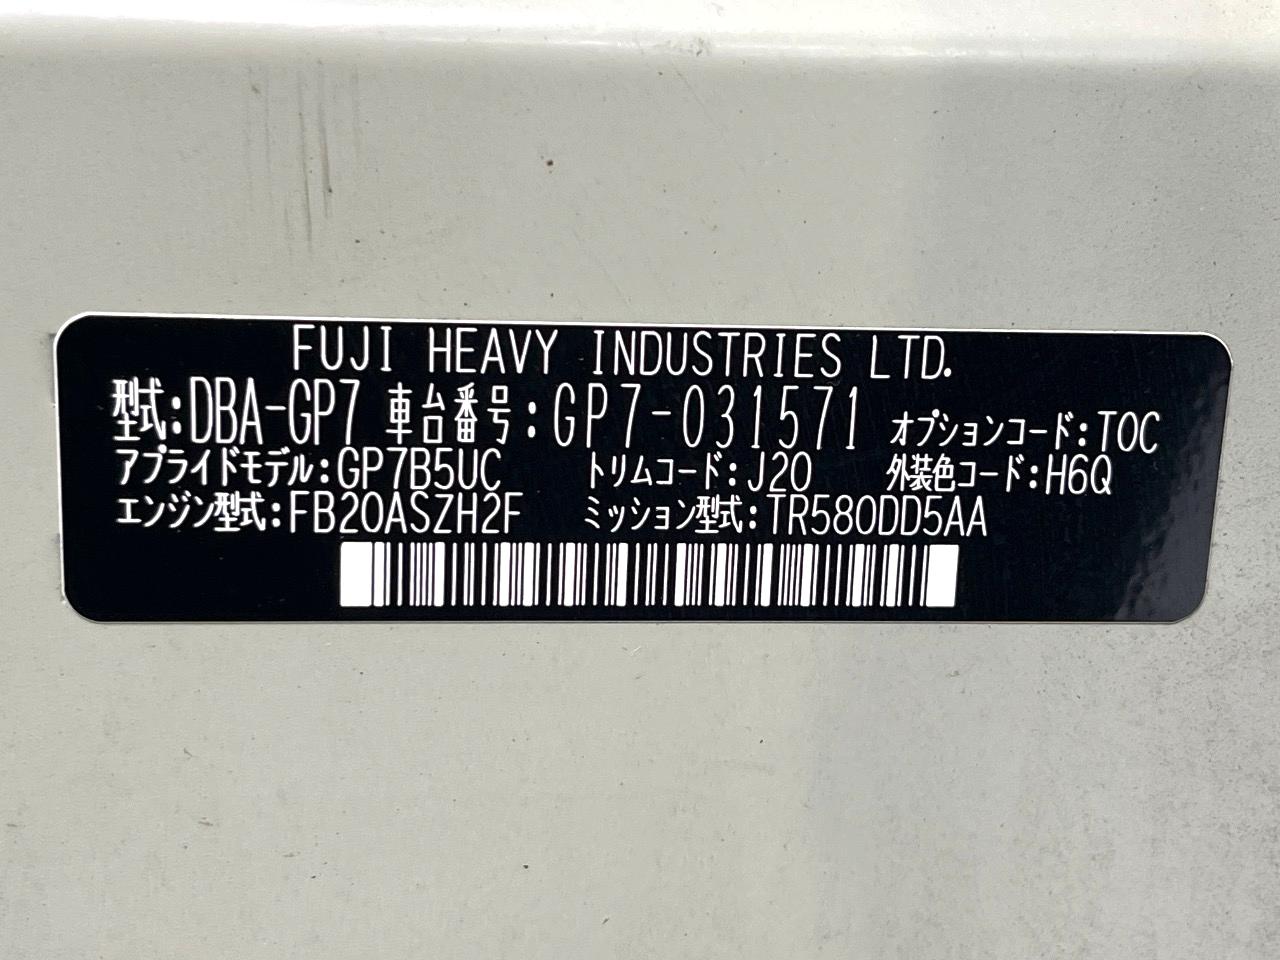 FUJI HEAVY INDUSTRIES LTD.
型式:DBA-GP7 車台番号:GP7-031571 オプションコード:TOC
アプライドモデル:GP7B5UC トリムコード:J20 外装色コード:H6Q
エンジン型式:FB20ASZH2F ミッション型式:TR580DD5AA